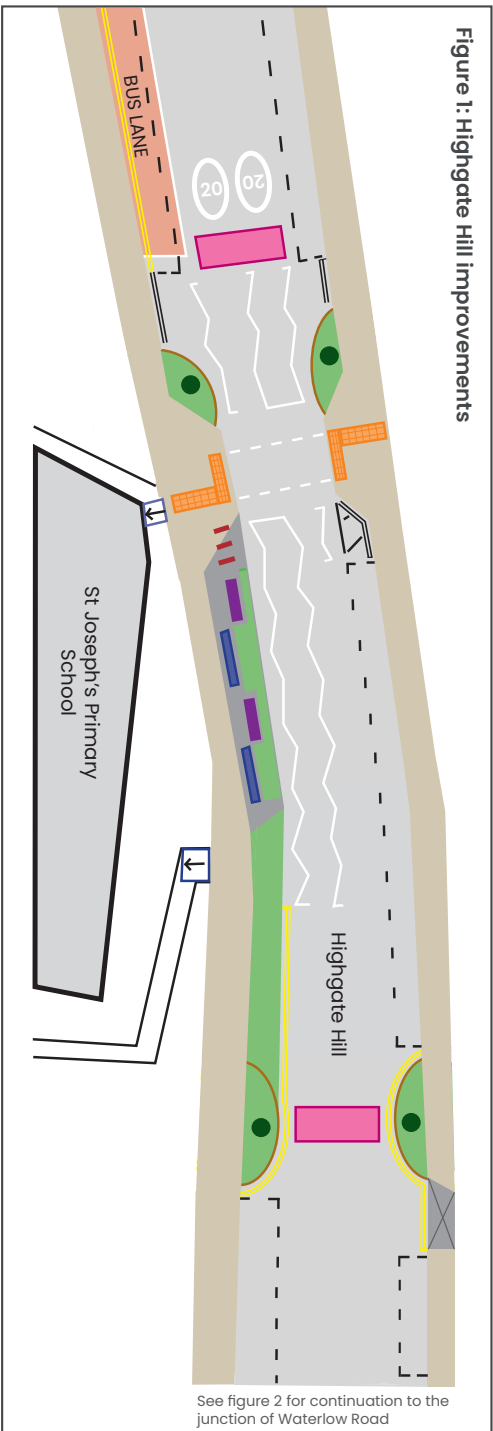 Figure 1: Highgate Hill improvements
BUS LANE
20
20
St Joseph's Primary
School
Highgate Hill
See figure 2 for continuation to the
junction of Waterlow Road